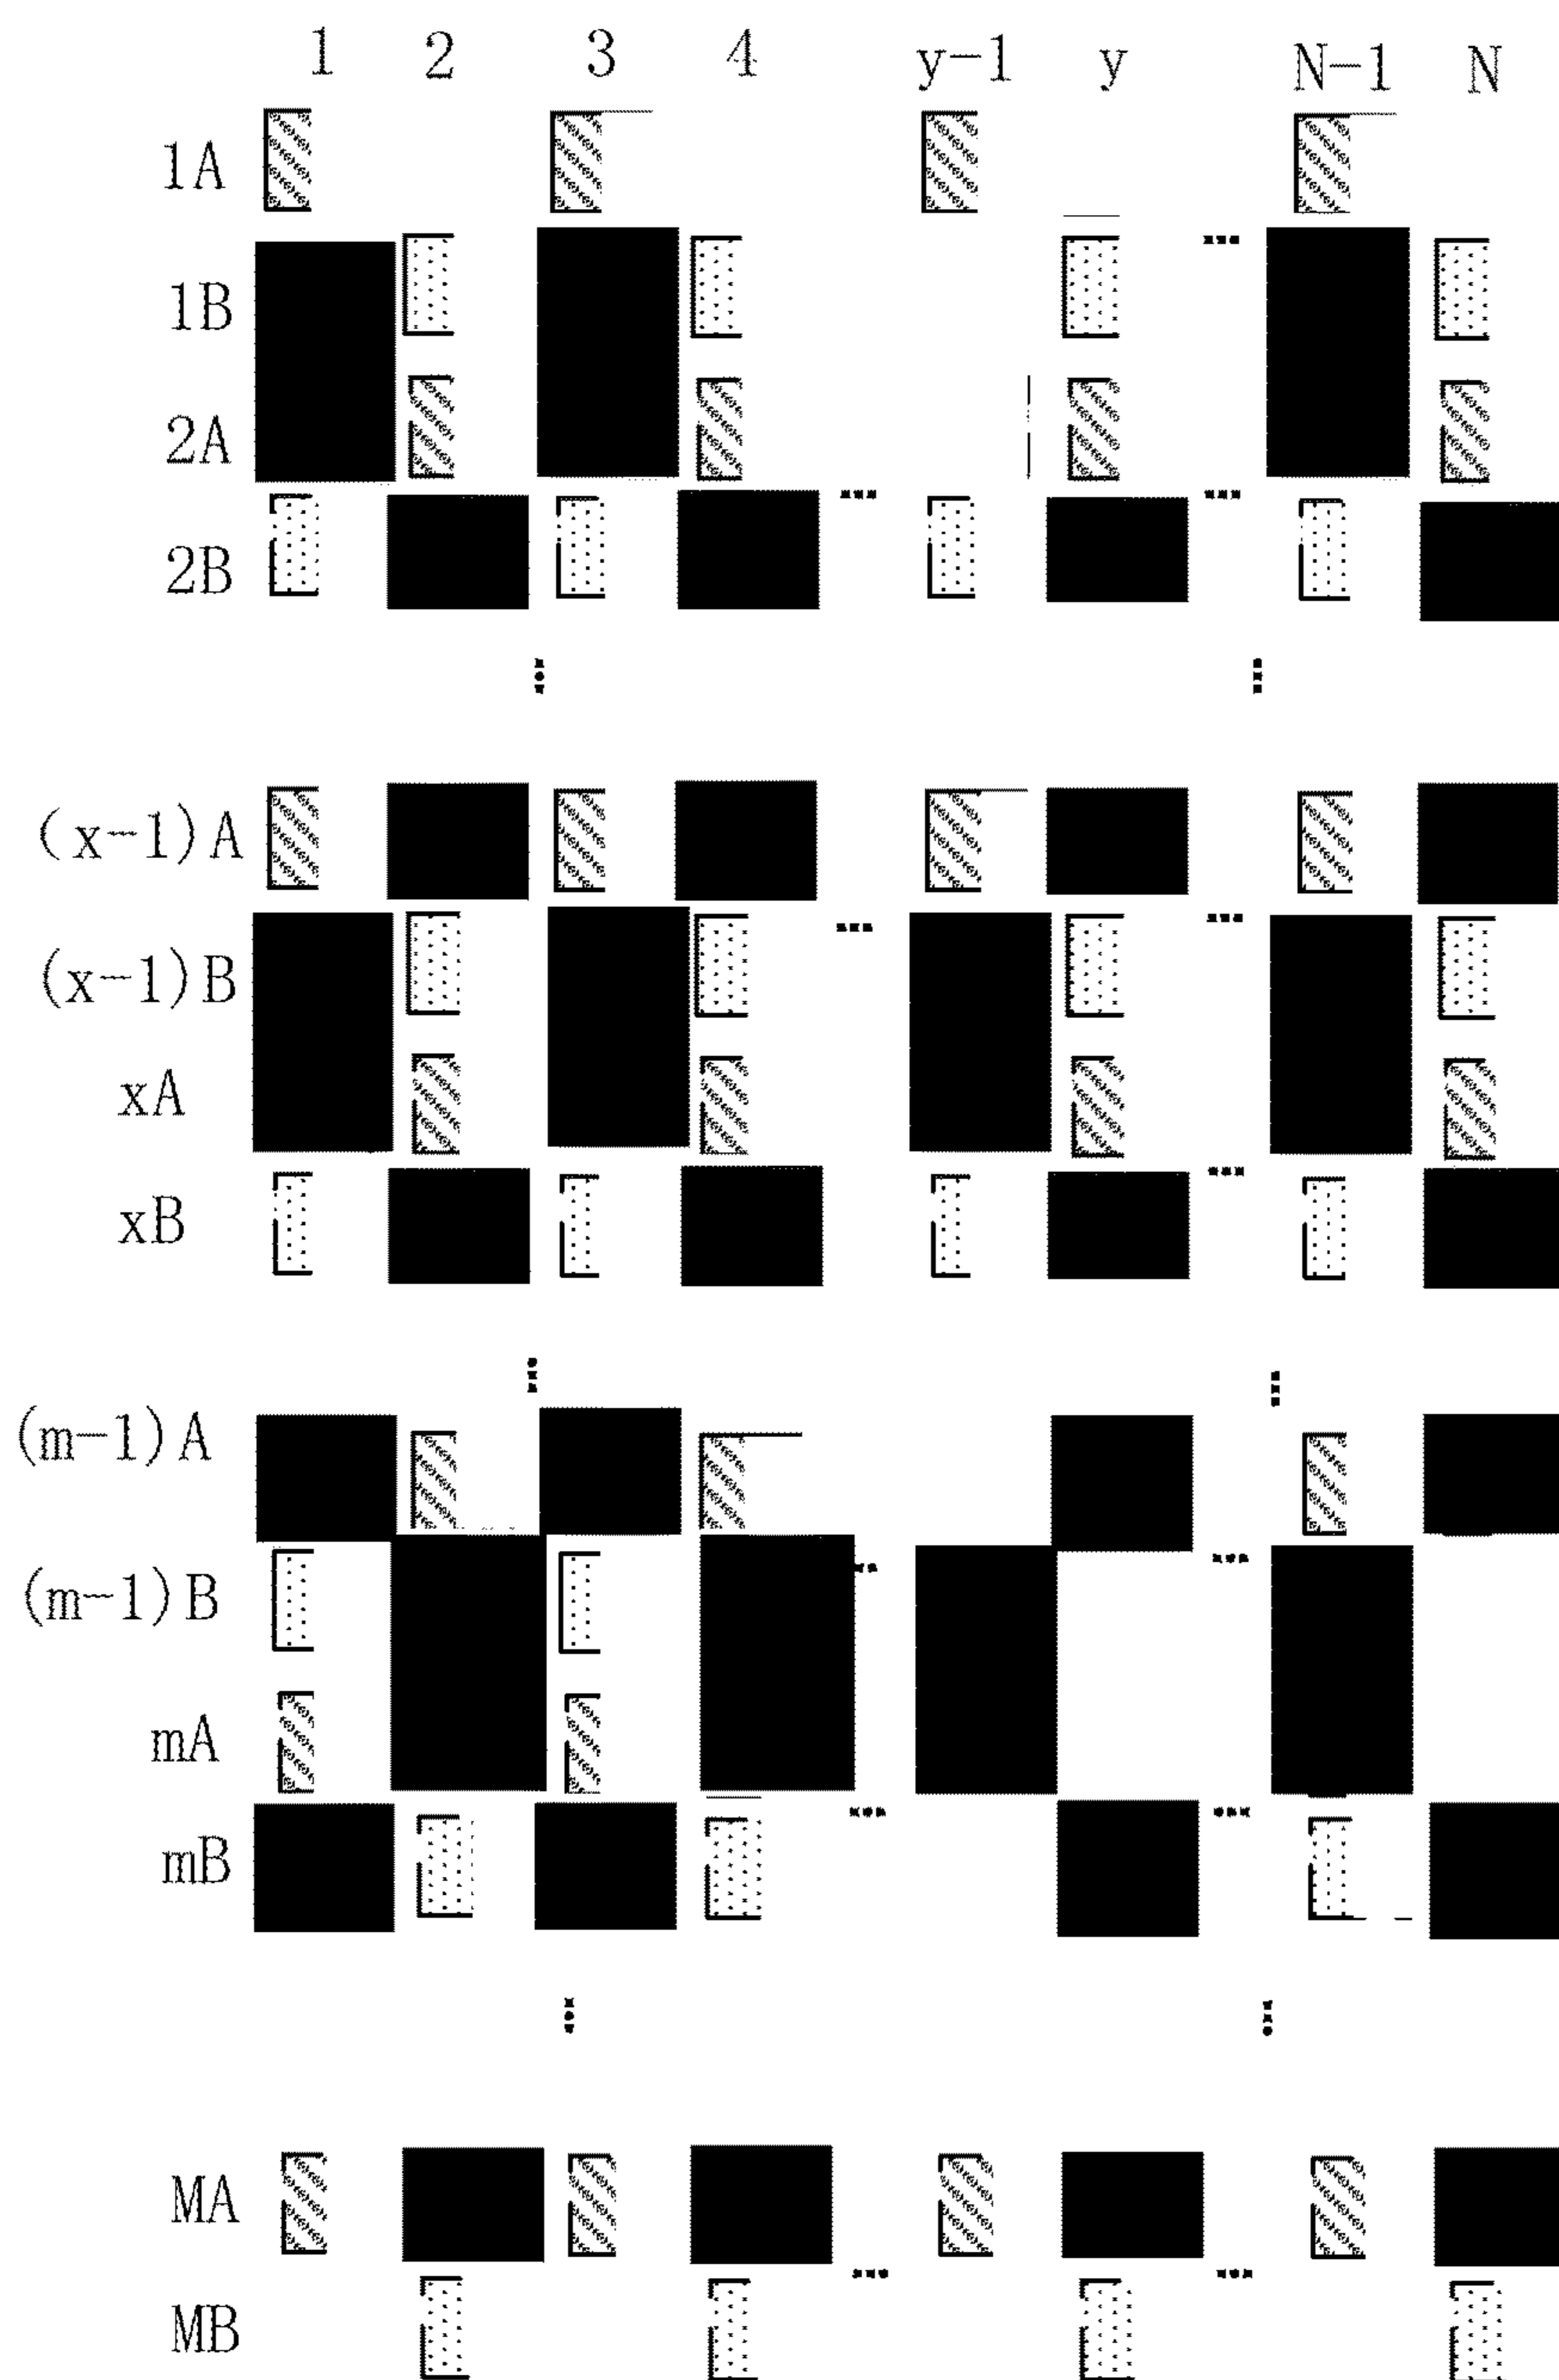 1 2 3 4 y-1 y N-1 N
1A
1B
2A
2B
(x-1)A
(x-1)B
xA
xB
(m-1)A
(m-1)B
mA
mB
MA
MB